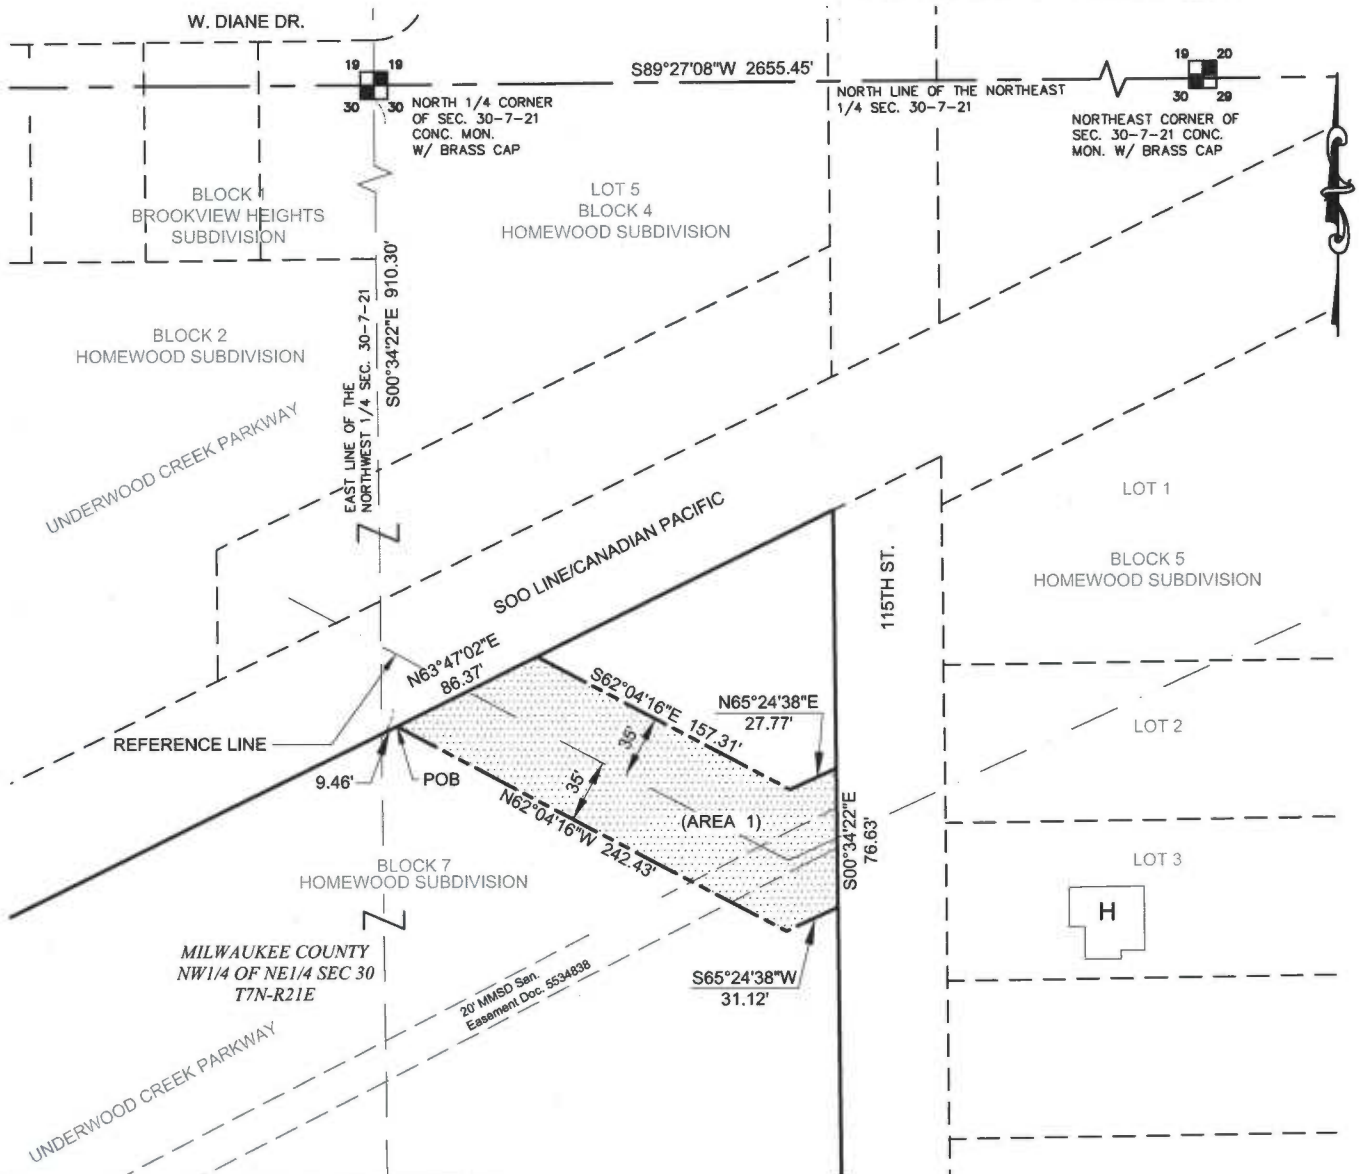 W. DIANE DR.
19 19
30 30
NORTH 1/4 CORNER
OF SEC. 30-7-21
CONC. MON.
W/ BRASS CAP
S89°27'08"W 2655.45'
NORTH LINE OF THE NORTHEAST
1/4 SEC. 30-7-21
19 20
30 29
NORTHEAST CORNER OF
SEC. 30-7-21 CONC.
MON. W/ BRASS CAP
BLOCK 1
BROOKVIEW HEIGHTS
SUBDIVISION
LOT 5
BLOCK 4
HOMEWOOD SUBDIVISION
BLOCK 2
HOMEWOOD SUBDIVISION
EAST LINE OF THE
NORTHWEST 1/4 SEC. 30-7-21
S00°34'22"E 910.30'
UNDERWOOD CREEK PARKWAY
SOO LINE/CANADIAN PACIFIC
115TH ST.
LOT 1
BLOCK 5
HOMEWOOD SUBDIVISION
N63°47'02"E
86.37'
S62°04'16"E 157.31'
N65°24'38"E
27.77'
REFERENCE LINE
9.46'
POB
35'
35'
N62°04'16"W 242.43'
(AREA 1)
S00°34'22"E
76.63'
LOT 2
LOT 3
H
BLOCK 7
HOMEWOOD SUBDIVISION
MILWAUKEE COUNTY
NW1/4 OF NE1/4 SEC 30
T7N-R21E
20' MMSD San.
Easement Doc. 5534838
S65°24'38"W
31.12'
UNDERWOOD CREEK PARKWAY